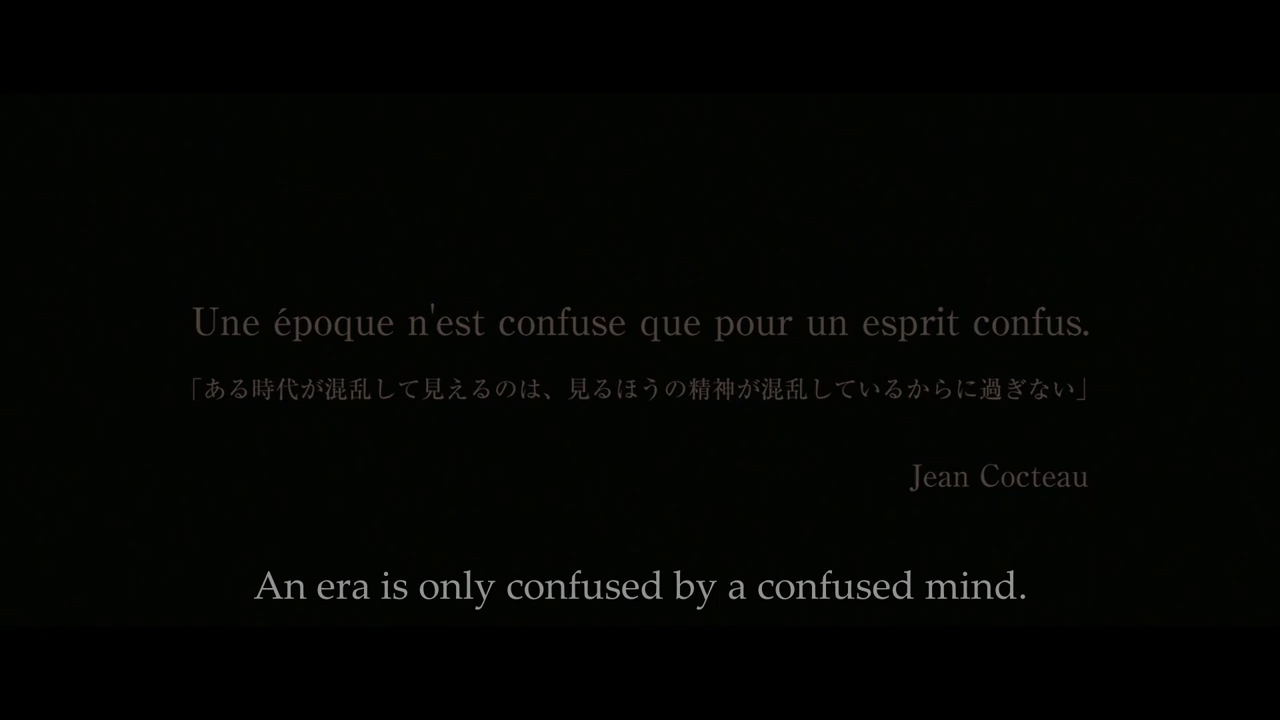 Une époque n'est confuse que pour un esprit confus.
「ある時代が混乱して見えるのは、見るほうの精神が混乱しているからに過ぎない」
Jean Cocteau
An era is only confused by a confused mind.